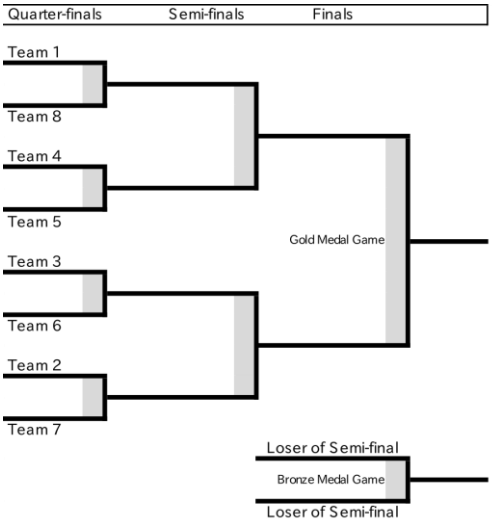 Quarter-finals Semi-finals Finals
Team 1
Team 8
Team 4
Team 5
Gold Medal Game
Team 3
Team 6
Team 2
Team 7
Loser of Semi-final
Bronze Medal Game
Loser of Semi-final